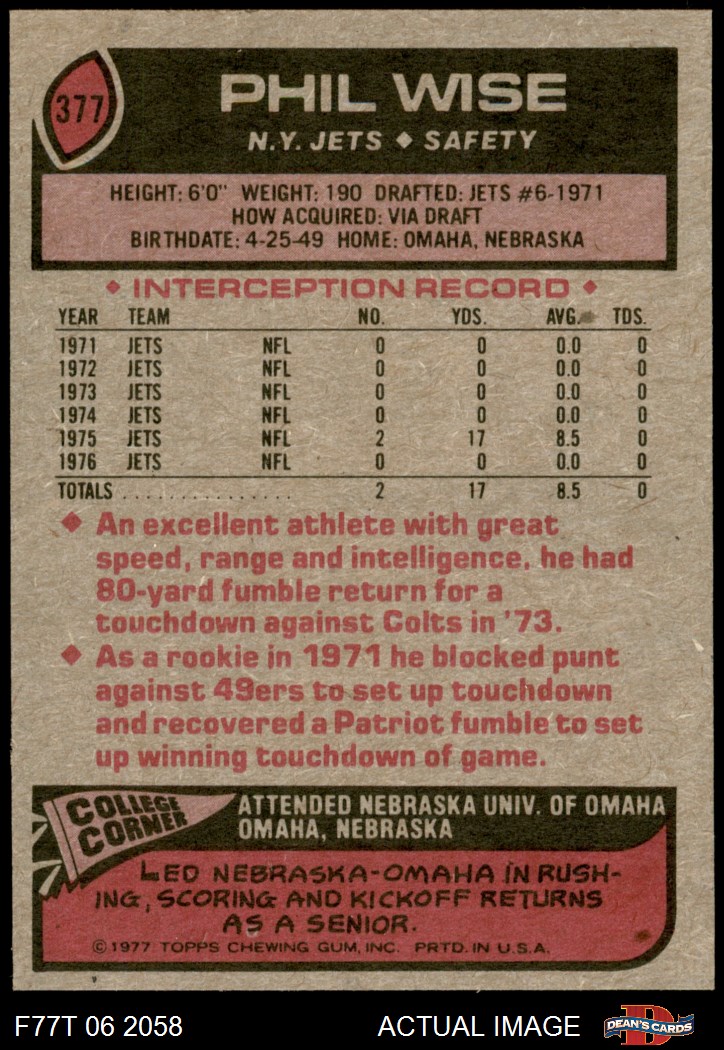 377
PHIL WISE
N.Y. JETS ◆ SAFETY
HEIGHT: 6'0" WEIGHT: 190 DRAFTED: JETS #6-1971
HOW ACQUIRED: VIA DRAFT
BIRTHDATE: 4-25-49 HOME: OMAHA, NEBRASKA
◆ INTERCEPTION RECORD ◆
YEAR TEAM NO. YDS. AVG. TDS.
1971 JETS NFL 0 0 0.0 0
1972 JETS NFL 0 0 0.0 0
1973 JETS NFL 0 0 0.0 0
1974 JETS NFL 0 0 0.0 0
1975 JETS NFL 2 17 8.5 0
1976 JETS NFL 0 0 0.0 0
TOTALS . . . . . . . . . . . . . . . . 2 17 8.5 0
◆ An excellent athlete with great
speed, range and intelligence, he had
80-yard fumble return for a
touchdown against Colts in '73.
◆ As a rookie in 1971 he blocked punt
against 49ers to set up touchdown
and recovered a Patriot fumble to set
up winning touchdown of game.
COLLEGE
CORNER
ATTENDED NEBRASKA UNIV. OF OMAHA
OMAHA, NEBRASKA
LED NEBRASKA-OMAHA IN RUSH-
ING, SCORING AND KICKOFF RETURNS
AS A SENIOR.
©1977 TOPPS CHEWING GUM, INC. PRTD. IN U.S.A.
F77T 06 2058 ACTUAL IMAGE
D
DEAN'S CARDS